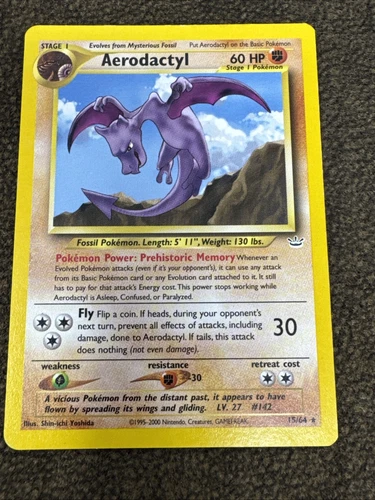 STAGE 1 Evolves from Mysterious Fossil Put Aerodactyl on the Basic Pokémon
Aerodactyl 60 HP
Stage 1 Pokémon
Fossil Pokémon. Length: 5' 11", Weight: 130 lbs.
Pokémon Power: Prehistoric Memory Whenever an
Evolved Pokémon attacks (even if it's your opponent's), it can use any attack
from its Basic Pokémon card or any Evolution card attached to it. It still
has to pay for that attack's Energy cost. This power stops working while
Aerodactyl is Asleep, Confused, or Paralyzed.
Fly Flip a coin. If heads, during your opponent's
next turn, prevent all effects of attacks, including
damage, done to Aerodactyl. If tails, this attack
does nothing (not even damage).
30
weakness resistance retreat cost
-30
A vicious Pokémon from the distant past, it appears to have
flown by spreading its wings and gliding. LV. 27 #142
Illus. Shin-ichi Yoshida ©1995-2000 Nintendo, Creatures, GAMEFREAK. 15/64 ★